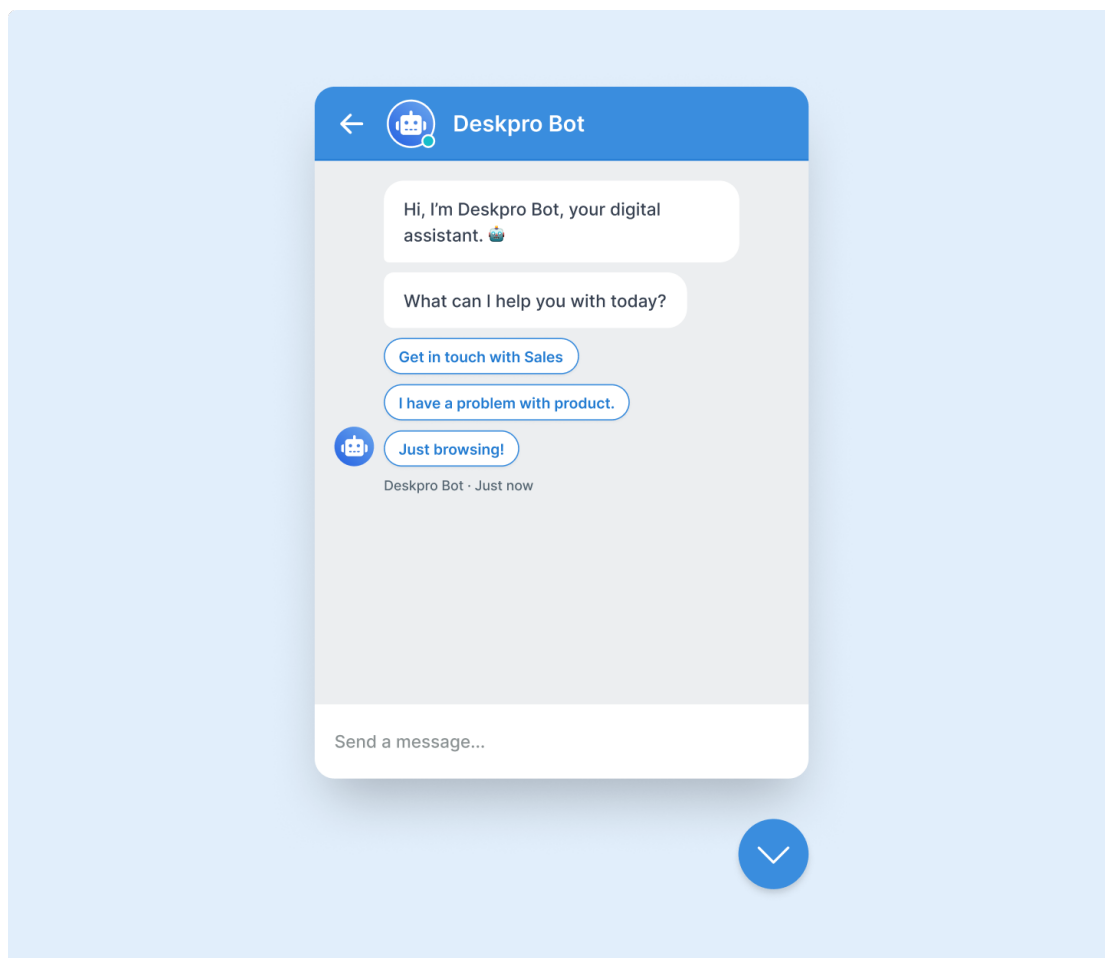 Deskpro Bot
Hi, I’m Deskpro Bot, your digital
assistant. 🤖
What can I help you with today?
Get in touch with Sales
I have a problem with product.
Just browsing!
Deskpro Bot · Just now
Send a message...